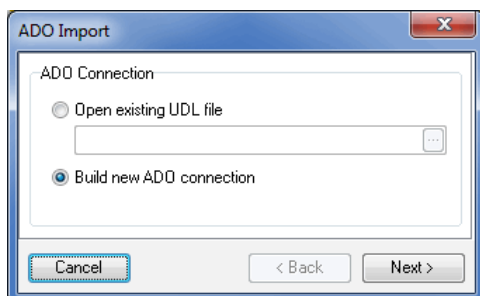 ADO Import
ADO Connection
Open existing UDL file
...
Build new ADO connection
Cancel
< Back
Next >